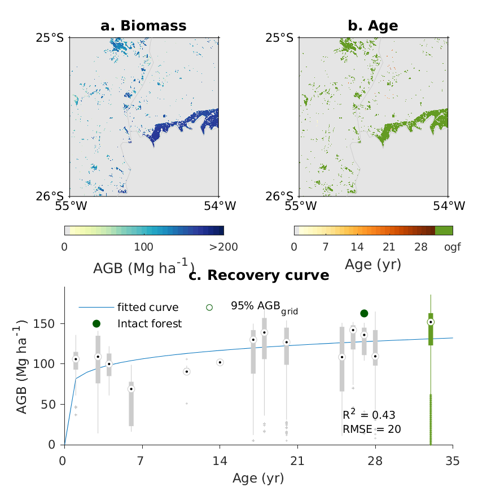 a. Biomass
b. Age
25°S
26°S
55°W
54°W
25°S
26°S
55°W
54°W
0
100
>200
AGB (Mg ha-1)
0
7
14
21
28
ogf
Age (yr)
c. Recovery curve
fitted curve
95% AGBgrid
Intact forest
150
100
50
0
AGB (Mg ha-1)
R2 = 0.43
RMSE = 20
0
7
14
21
28
35
Age (yr)